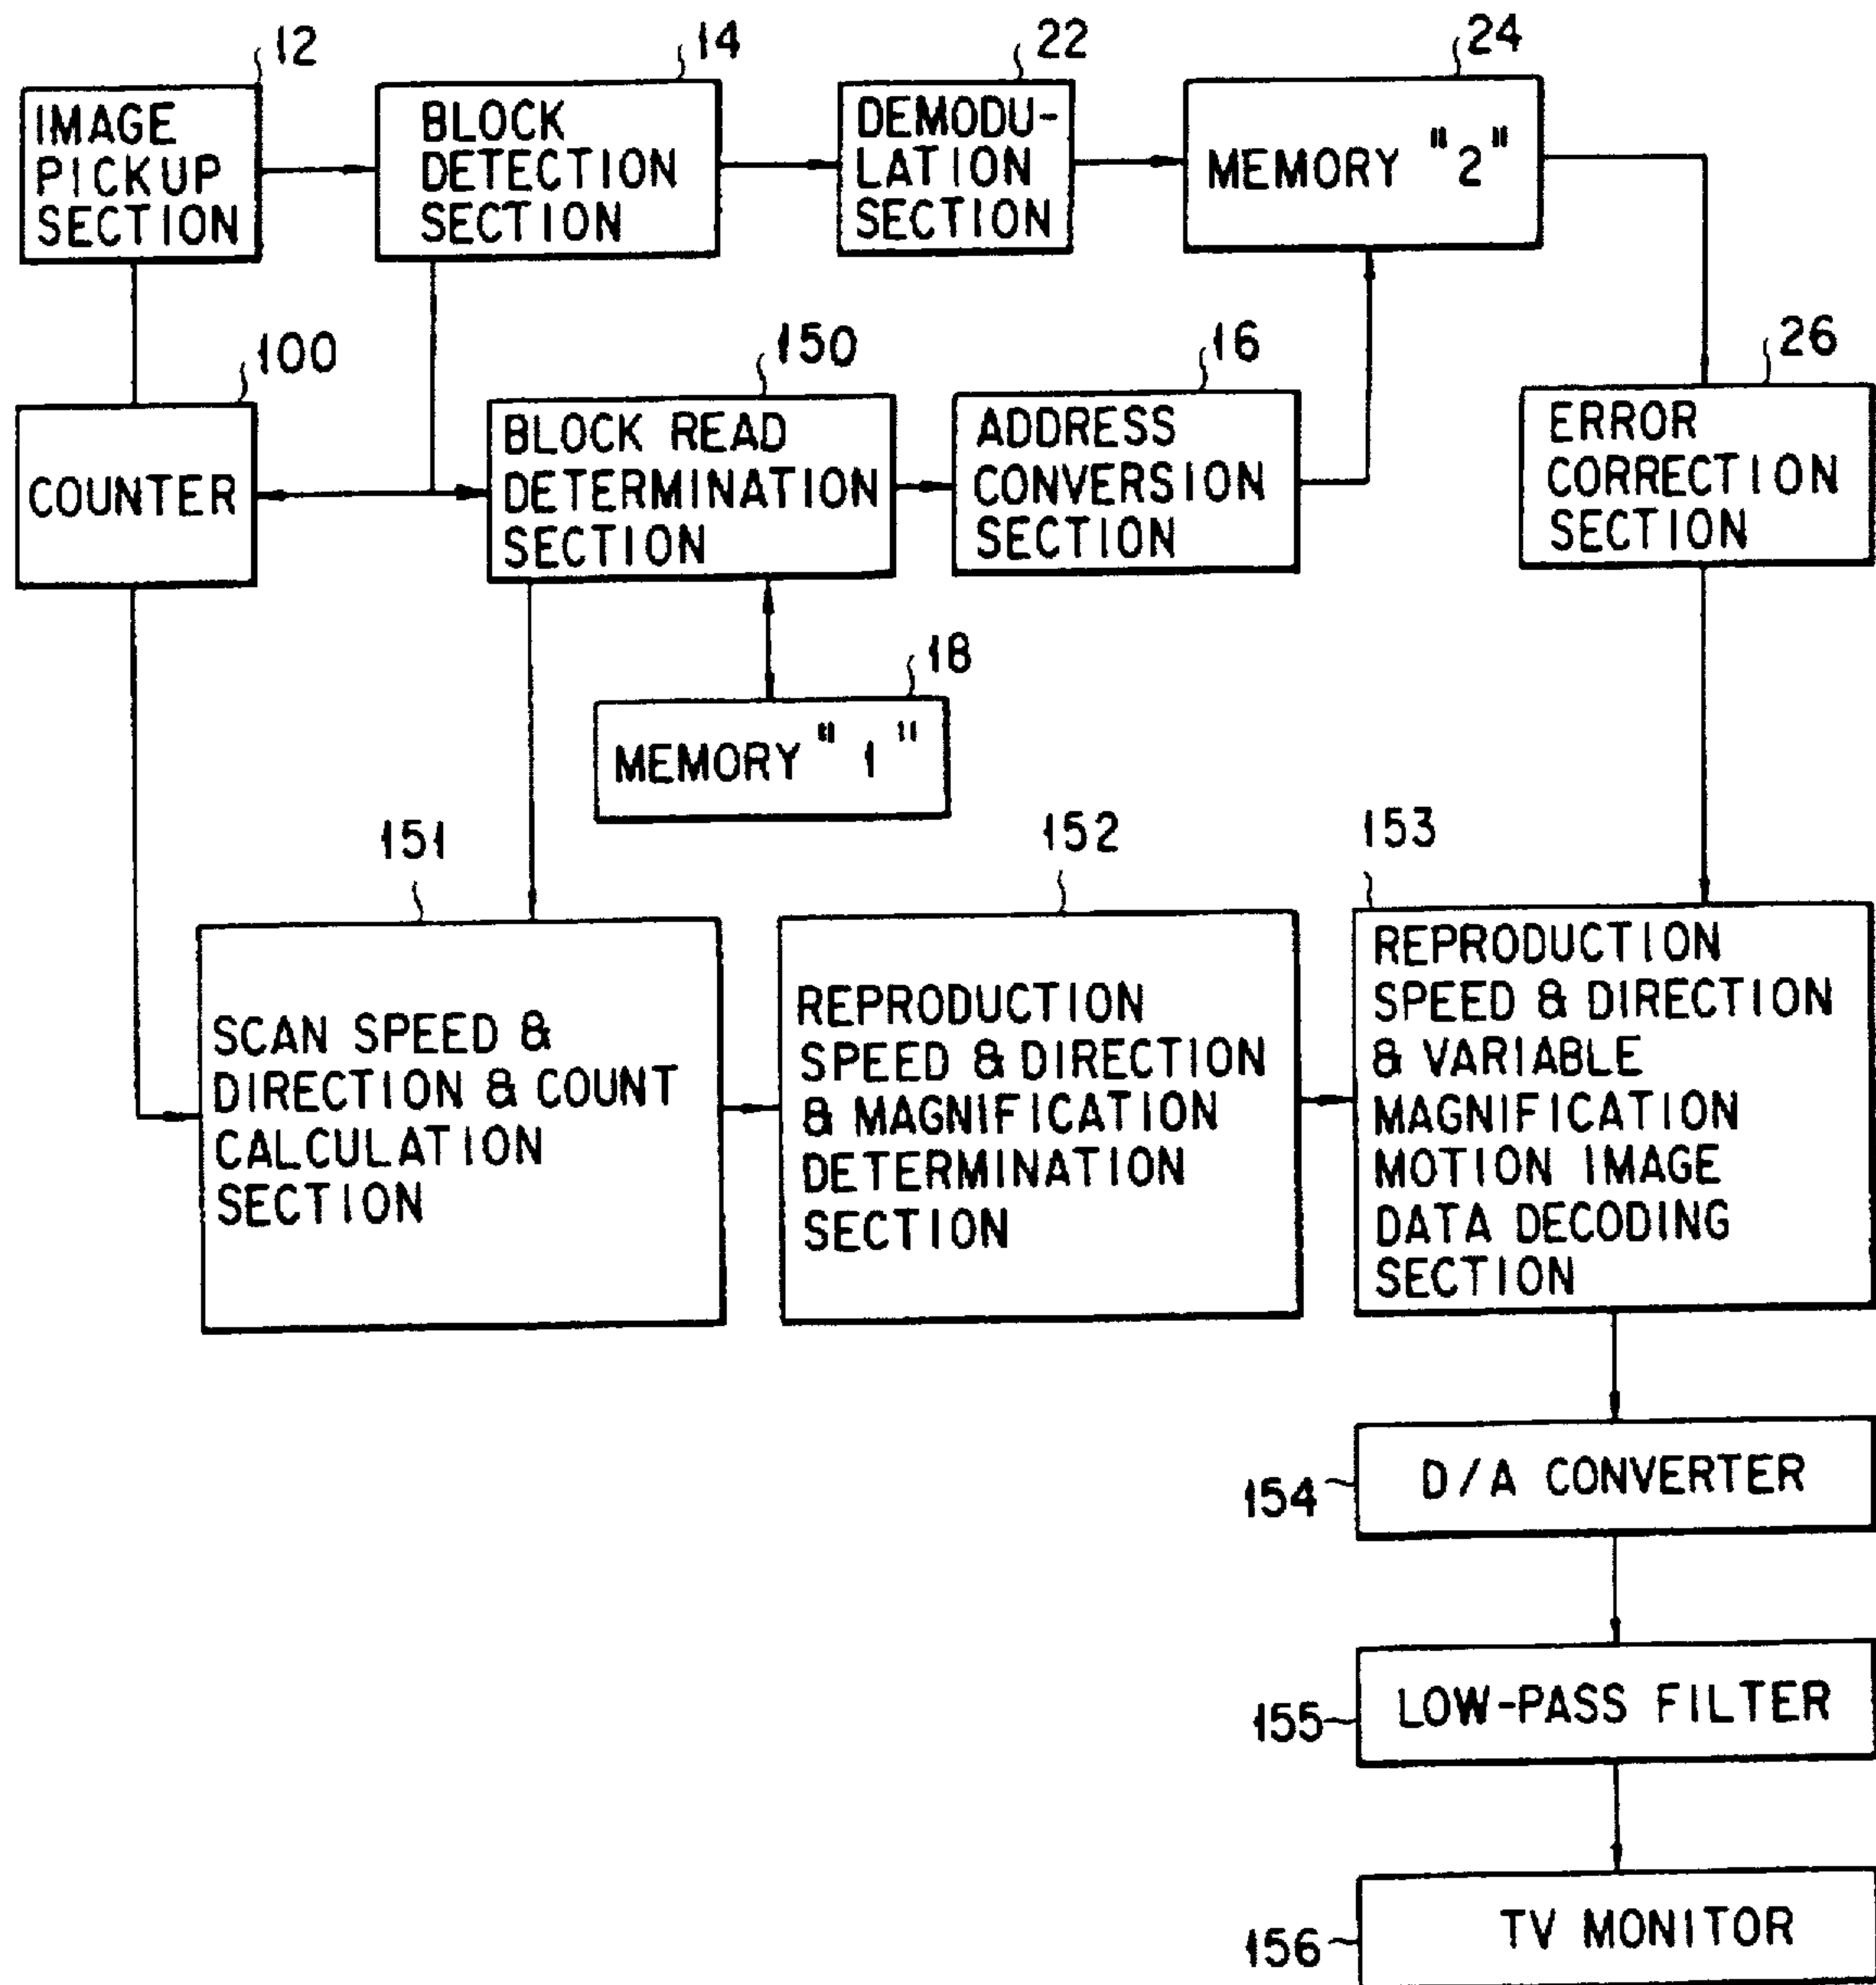 12
IMAGE
PICKUP
SECTION
14
BLOCK
DETECTION
SECTION
22
DEMODU-
LATION
SECTION
24
MEMORY "2"
100
COUNTER
150
BLOCK READ
DETERMINATION
SECTION
16
ADDRESS
CONVERSION
SECTION
26
ERROR
CORRECTION
SECTION
18
MEMORY "1"
151
SCAN SPEED &
DIRECTION & COUNT
CALCULATION
SECTION
152
REPRODUCTION
SPEED & DIRECTION
& MAGNIFICATION
DETERMINATION
SECTION
153
REPRODUCTION
SPEED & DIRECTION
& VARIABLE
MAGNIFICATION
MOTION IMAGE
DATA DECODING
SECTION
154
D/A CONVERTER
155
LOW-PASS FILTER
156
TV MONITOR